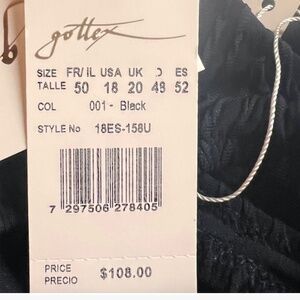 gottex
SIZE FR/IL USA UK D ES
TALLE 50 18 20 48 52
COL 001 - Black
STYLE No 18ES-158U
7 297506 278405
PRICE
PRECIO $108.00